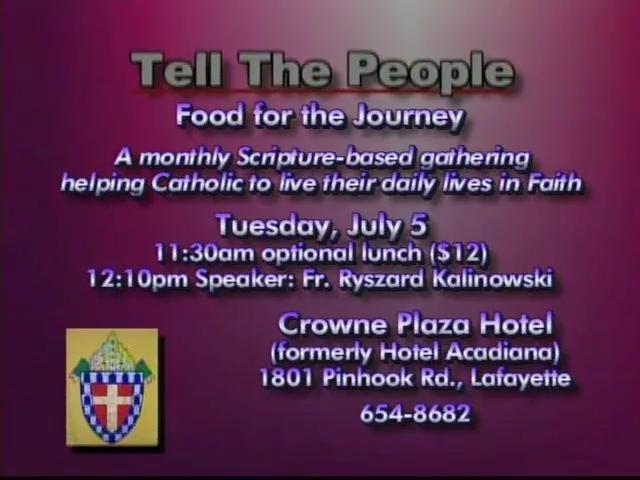 Tell The People
Food for the Journey
A monthly Scripture-based gathering
helping Catholic to live their daily lives in Faith
Tuesday, July 5
11:30am optional lunch ($12)
12:10pm Speaker: Fr. Ryszard Kalinowski
Crowne Plaza Hotel
(formerly Hotel Acadiana)
1801 Pinhook Rd., Lafayette
654-8682